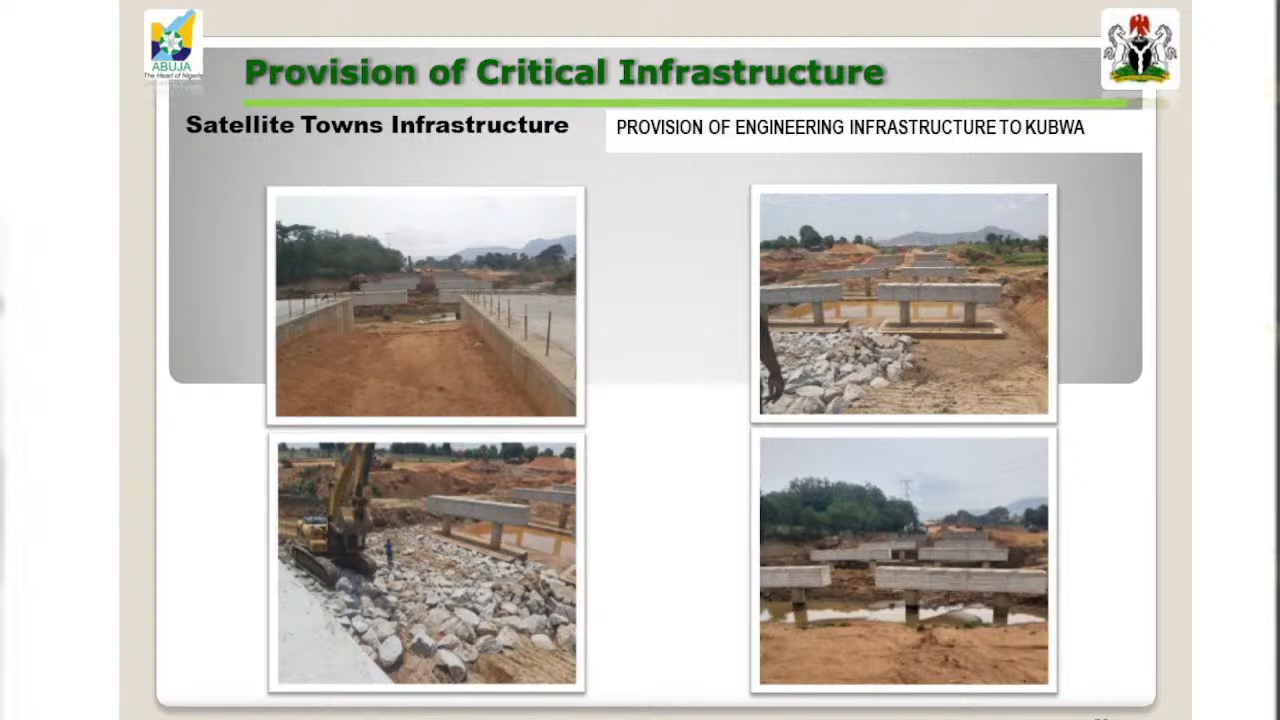 ABUJA
The Heart of Nigeria
Provision of Critical Infrastructure
Satellite Towns Infrastructure
PROVISION OF ENGINEERING INFRASTRUCTURE TO KUBWA